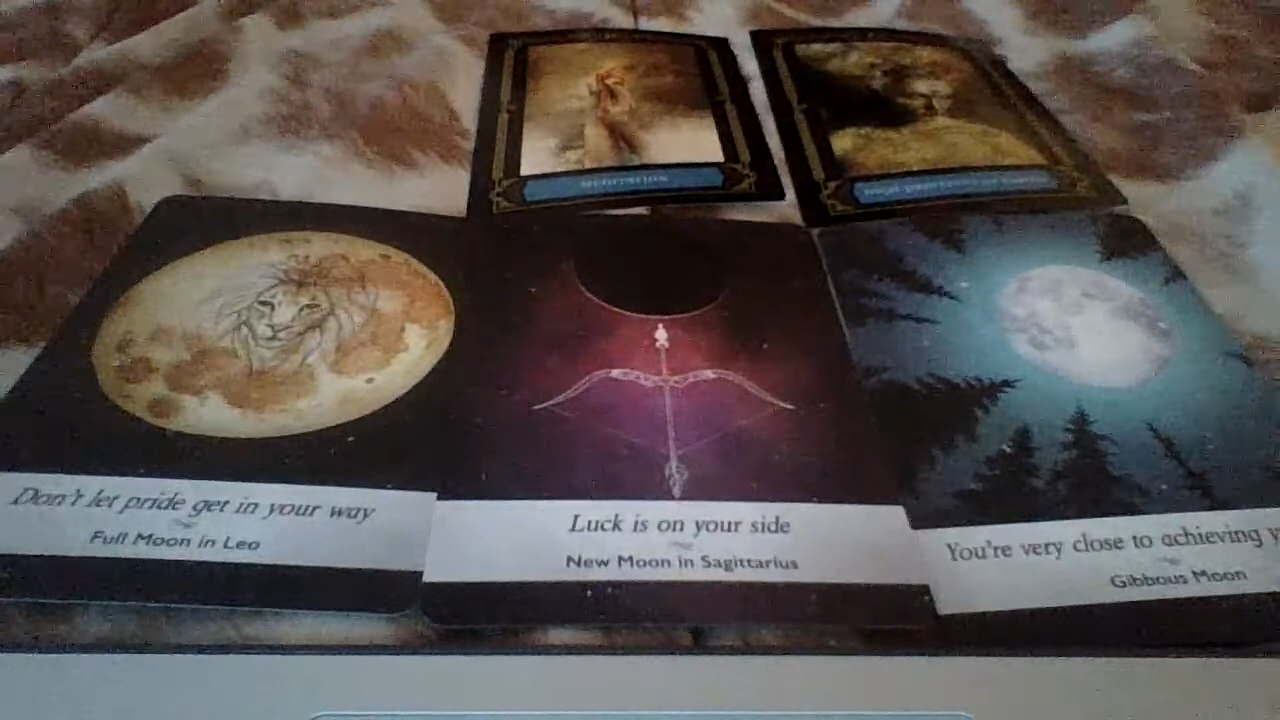 MEDITATION
Don't let pride get in your way
Full Moon in Leo
Luck is on your side
New Moon in Sagittarius
You're very close to achieving
Gibbous Moon